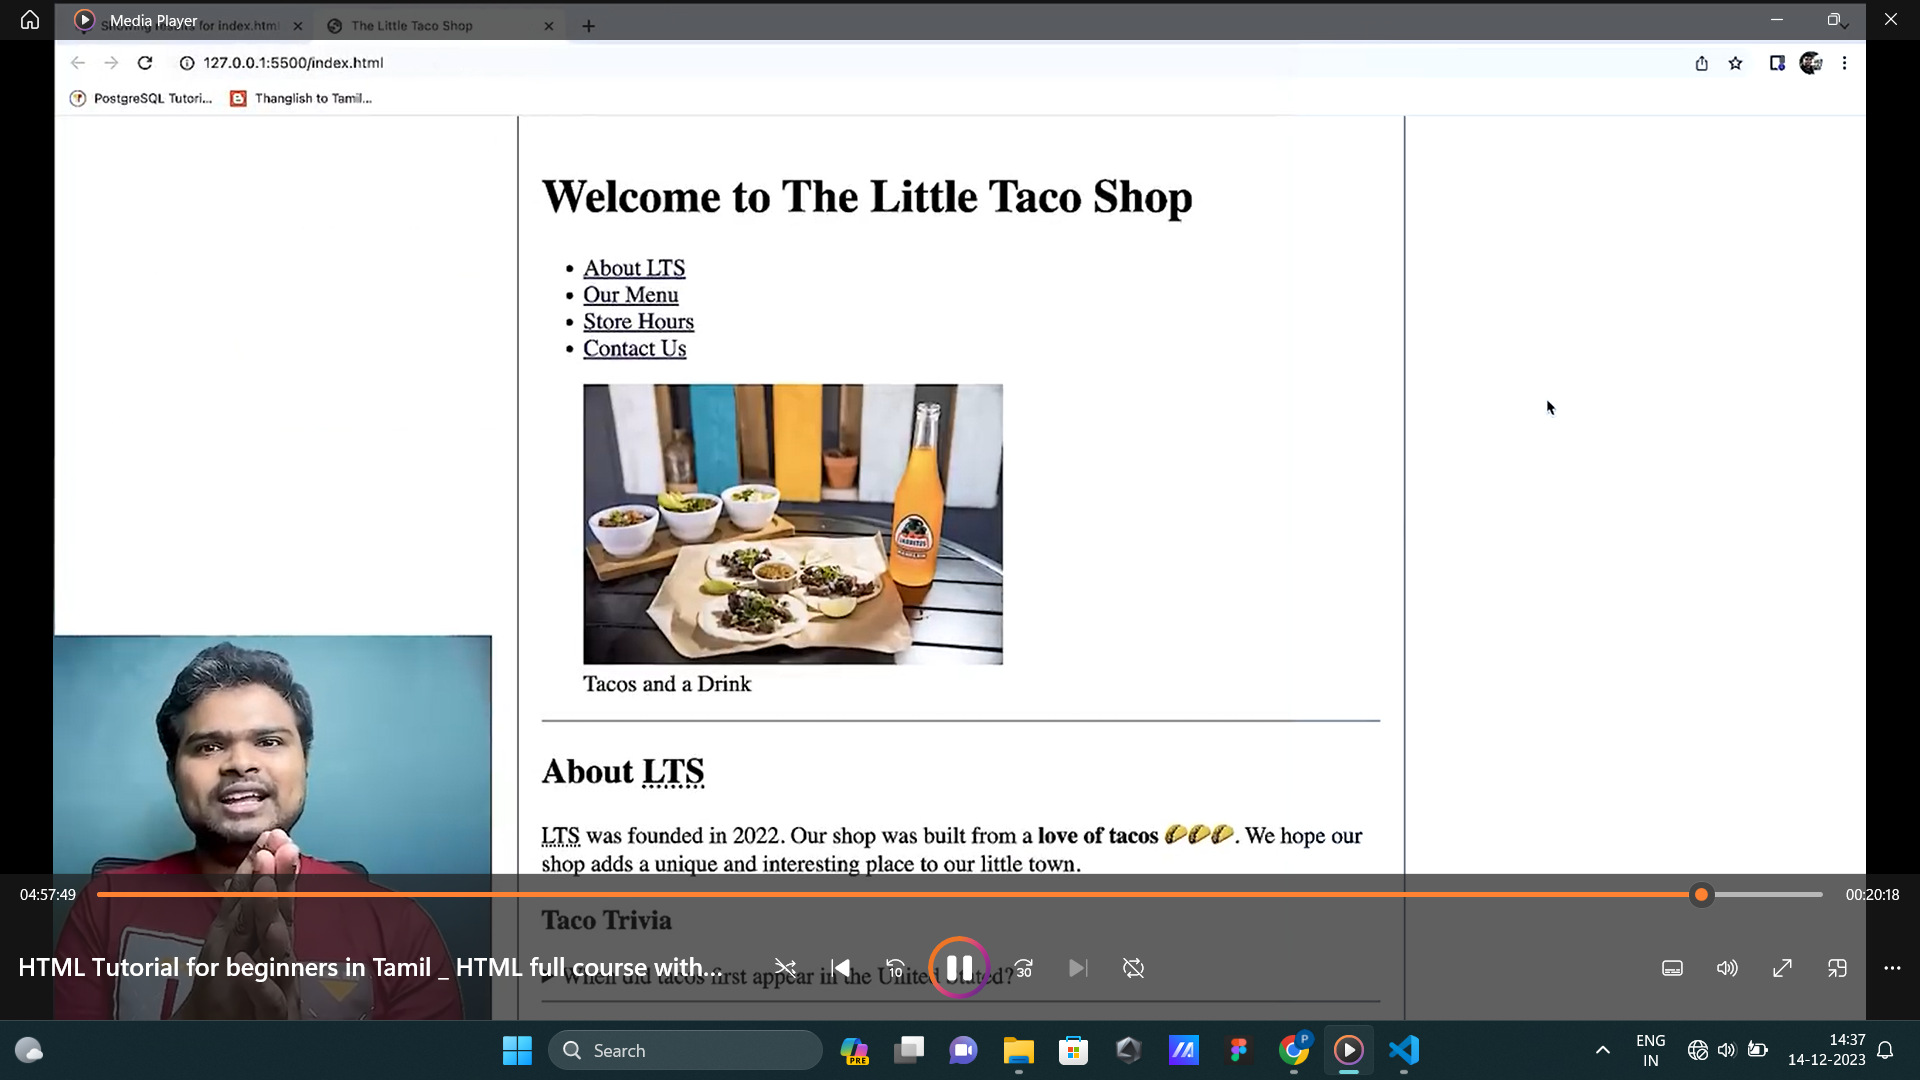 Media Player
Showing results for index.html
The Little Taco Shop
127.0.0.1:5500/index.html
PostgreSQL Tutori...
Thanglish to Tamil...
Welcome to The Little Taco Shop
About LTS
Our Menu
Store Hours
Contact Us
JARRITOS
Tacos and a Drink
About LTS
LTS was founded in 2022. Our shop was built from a love of tacos 🌮🌮🌮. We hope our
shop adds a unique and interesting place to our little town.
04:57:49
00:20:18
Taco Trivia
HTML Tutorial for beginners in Tamil _ HTML full course with...
10
30
When did tacos first appear in the United Stated?
Search
PRE
P
ENG
IN
14:37
14-12-2023